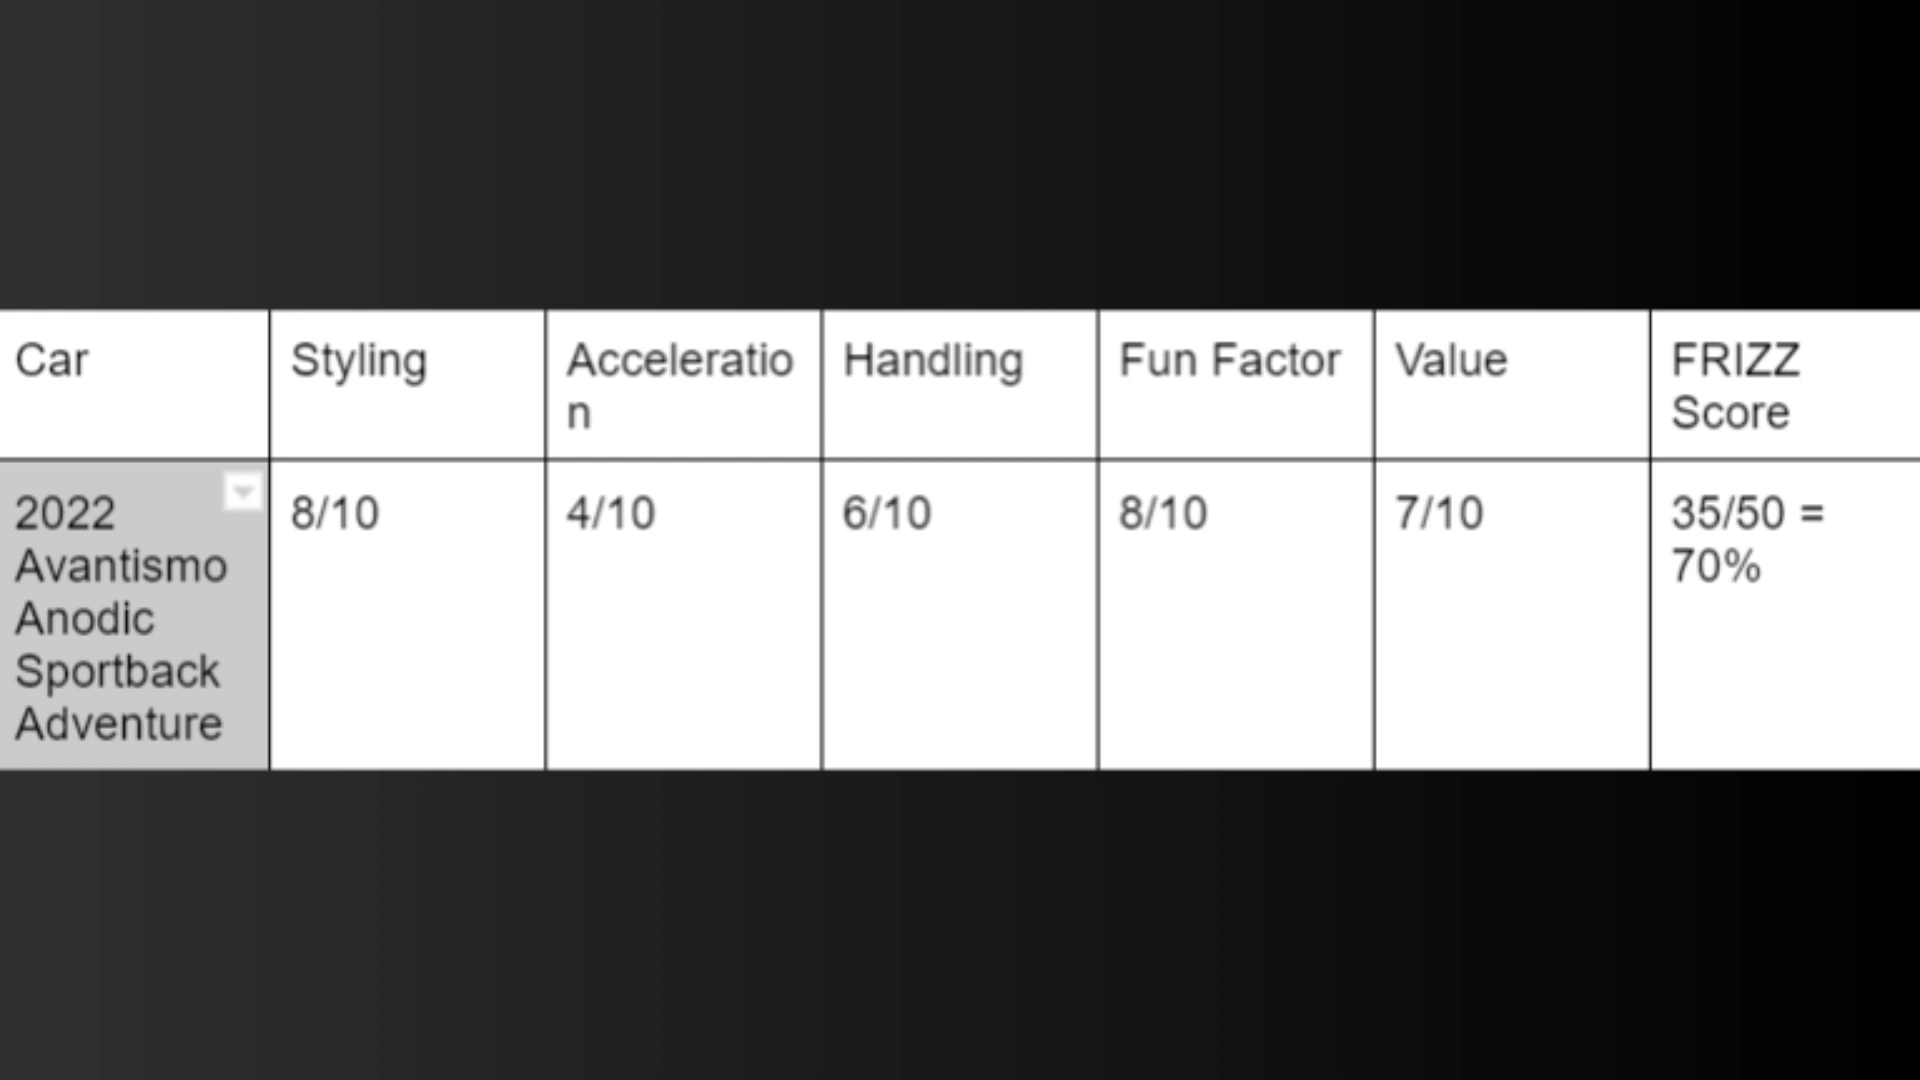 Car
Styling
Acceleratio
n
Handling
Fun Factor
Value
FRIZZ
Score
2022
Avantismo
Anodic
Sportback
Adventure
8/10
4/10
6/10
8/10
7/10
35/50 =
70%